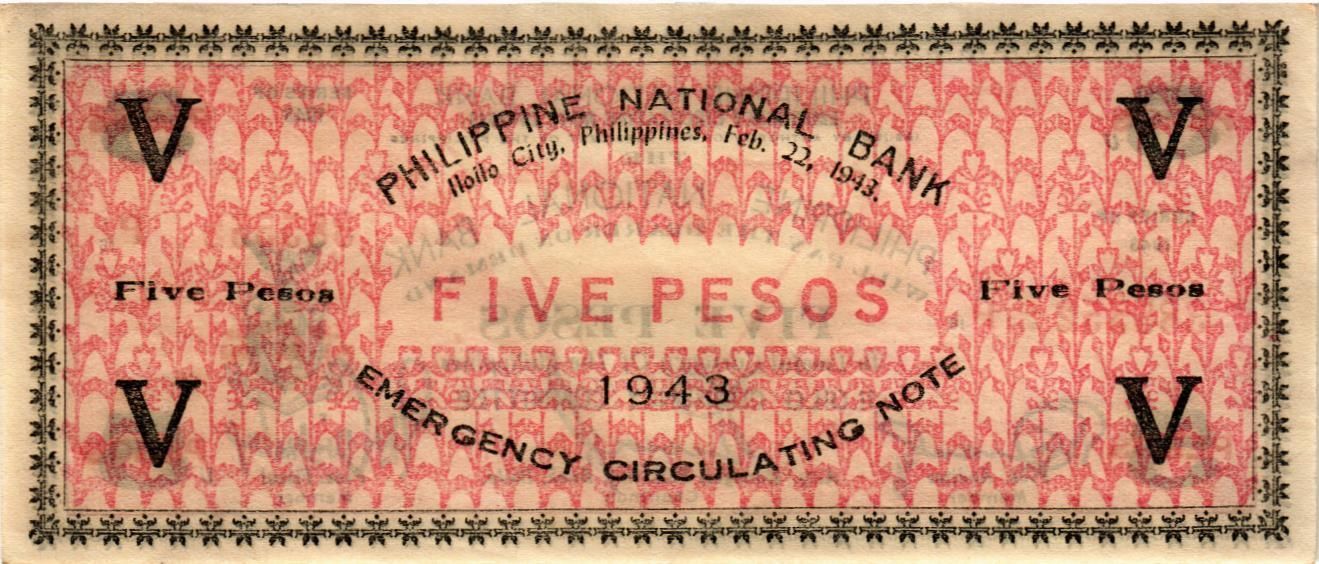 V V
PHILIPPINE NATIONAL BANK
Iloilo City, Philippines, Feb. 22, 1943.
Five Pesos FIVE PESOS Five Pesos
1943
V V
EMERGENCY CIRCULATING NOTE